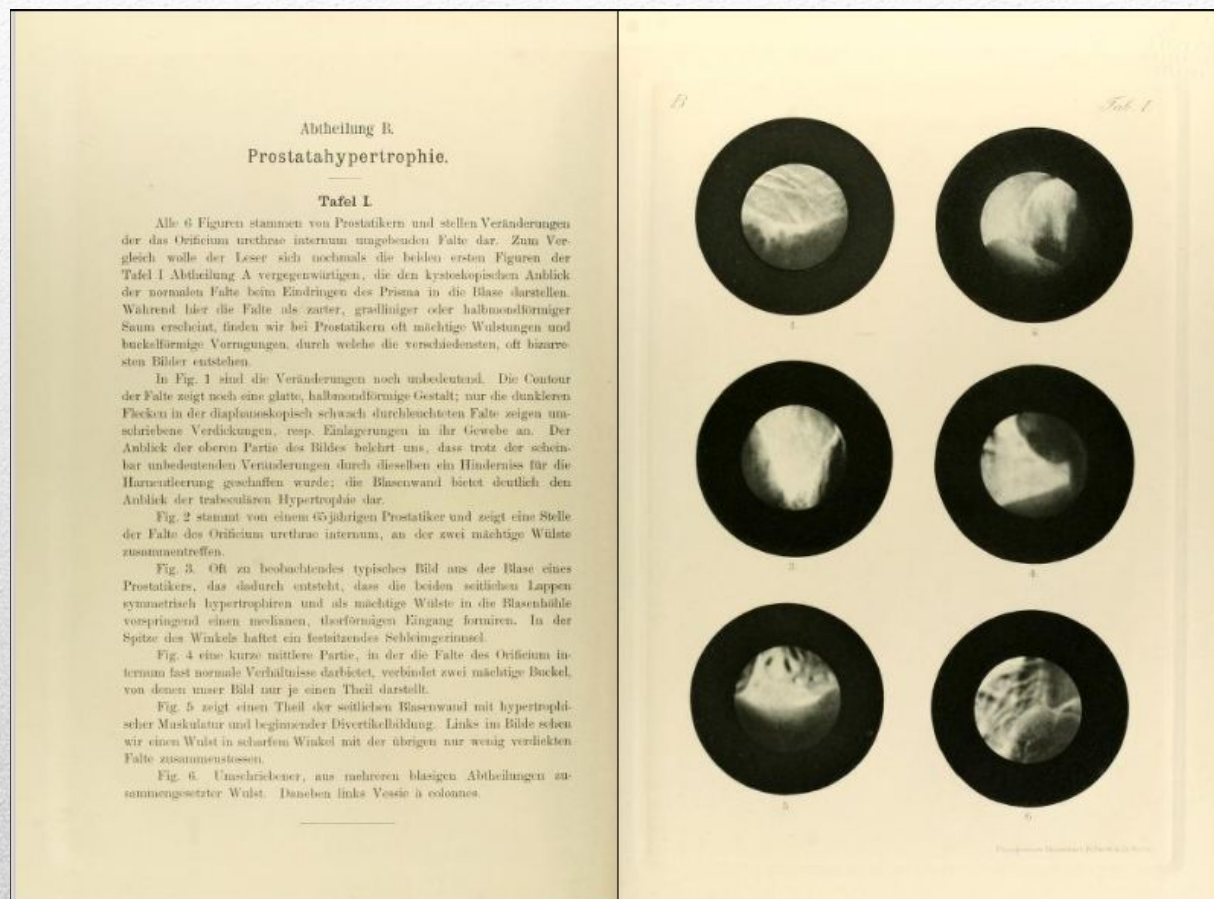 Abtheilung B.
Prostatahypertrophie.
Tafel I.
Alle 6 Figuren stammen von Prostatikern und stellen Veränderungen
der das Orificium urethrae internum umgebenden Falte dar. Zum Ver-
gleich wolle der Leser sich nochmals die beiden ersten Figuren der
Tafel I Abtheilung A vergegenwärtigen, die den kystoskopischen Anblick
der normalen Falte beim Eindringen des Prisma in die Blase darstellen.
Während hier die Falte als zarter, gradliniger oder halbmondförmiger
Saum erscheint, finden wir bei Prostatikern oft mächtige Wulstungen und
buckelförmige Vorragungen, durch welche die verschiedensten, oft bizarre-
sten Bilder entstehen.
In Fig. 1 sind die Veränderungen noch unbedeutend. Die Contour
der Falte zeigt noch eine glatte, halbmondförmige Gestalt; nur die dunkleren
Flecken in der diaphanoskopisch schwach durchleuchteten Falte zeigen um-
schriebene Verdickungen, resp. Einlagerungen in ihr Gewebe an. Der
Anblick der oberen Partie des Bildes belehrt uns, dass trotz der schein-
bar unbedeutenden Veränderungen durch dieselben ein Hinderniss für die
Harnentleerung geschaffen wurde; die Blasenwand bietet deutlich den
Anblick der trabeculären Hypertrophie dar.
Fig. 2 stammt von einem 65jährigen Prostatiker und zeigt eine Stelle
der Falte des Orificium urethrae internum, an der zwei mächtige Wülste
zusammentreffen.
Fig. 3. Oft zu beobachtendes typisches Bild aus der Blase eines
Prostatikers, das dadurch entsteht, dass die beiden seitlichen Lappen
symmetrisch hypertrophiren und als mächtige Wülste in die Blasenhöhle
vorspringend einen medianen, thorförmigen Eingang formiren. In der
Spitze des Winkels haftet ein festsitzendes Schleimgerinnsel.
Fig. 4 eine kurze mittlere Partie, in der die Falte des Orificium in-
ternum fast normale Verhältnisse darbietet, verbindet zwei mächtige Buckel,
von denen unser Bild nur je einen Theil darstellt.
Fig. 5 zeigt einen Theil der seitlichen Blasenwand mit hypertrophi-
scher Muskulatur und beginnender Divertikelbildung. Links im Bilde sehen
wir einen Wulst in scharfem Winkel mit der übrigen nur wenig verdickten
Falte zusammenstossen.
Fig. 6. Umschriebener, aus mehreren blasigen Abtheilungen zu-
sammengesetzter Wulst. Daneben links Vessie à colonnes.
B
Tab I.
1
2
3
4
5
6